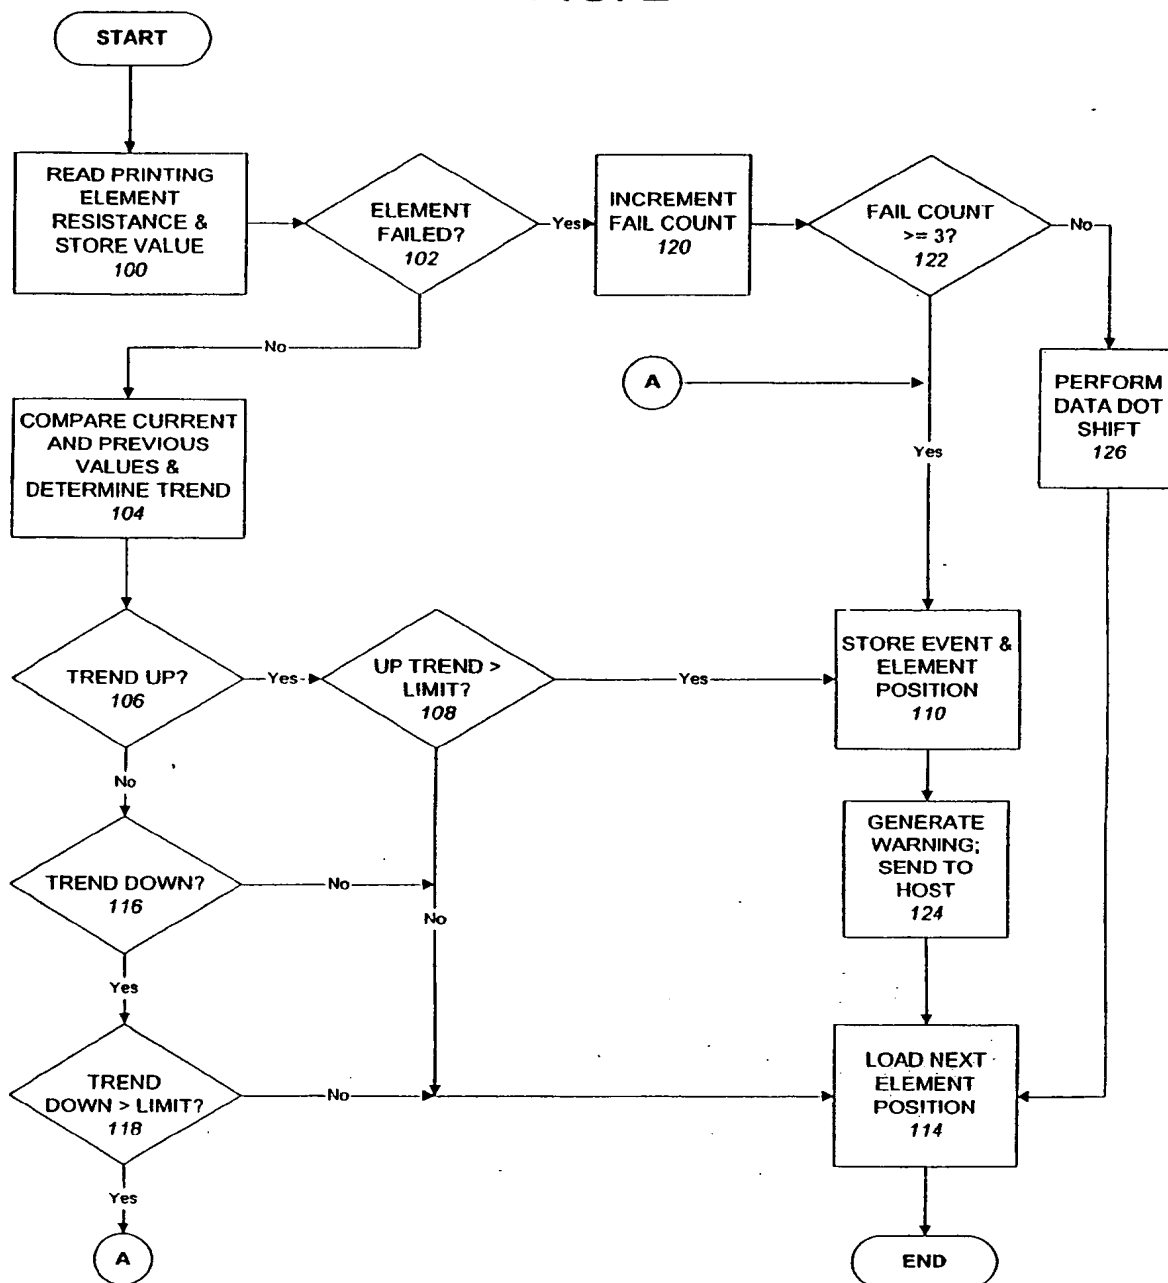 START
READ PRINTING
ELEMENT
RESISTANCE &
STORE VALUE
100
ELEMENT
FAILED?
102
Yes
INCREMENT
FAIL COUNT
120
FAIL COUNT
>= 3?
122
No
No
A
Yes
PERFORM
DATA DOT
SHIFT
126
COMPARE CURRENT
AND PREVIOUS
VALUES &
DETERMINE TREND
104
TREND UP?
106
Yes
UP TREND >
LIMIT?
108
Yes
STORE EVENT &
ELEMENT
POSITION
110
No
TREND DOWN?
116
No
No
GENERATE
WARNING;
SEND TO
HOST
124
Yes
TREND
DOWN > LIMIT?
118
No
LOAD NEXT
ELEMENT
POSITION
114
Yes
A
END